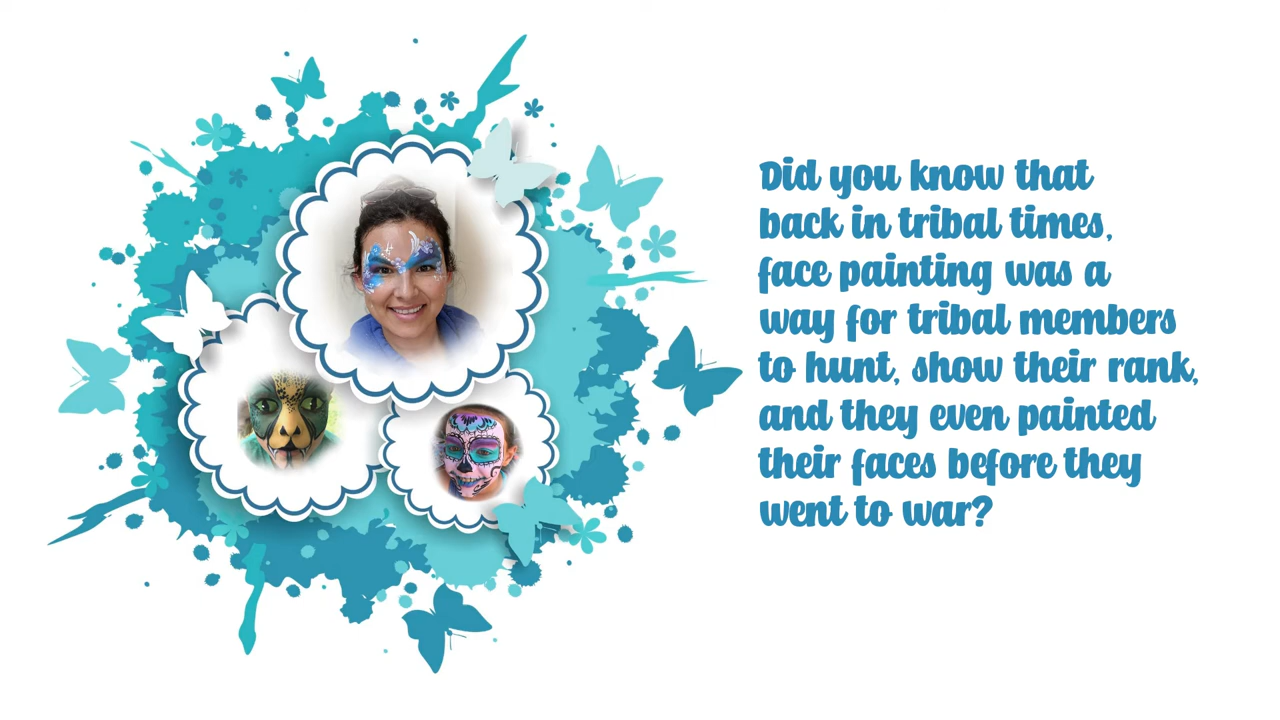 Did you know that
back in tribal times,
face painting was a
way for tribal members
to hunt, show their rank,
and they even painted
their faces before they
went to war?